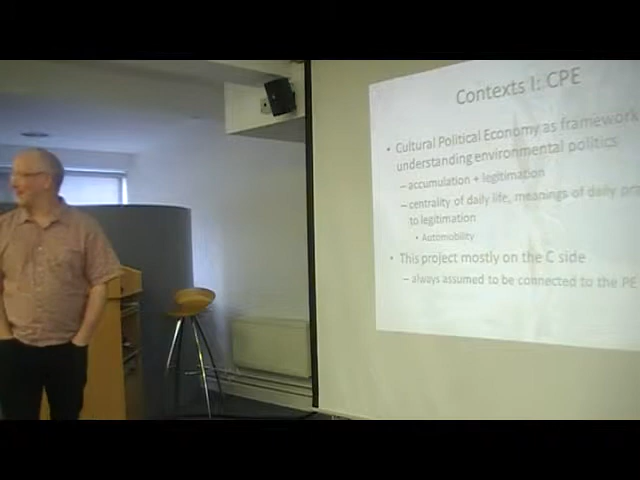 Contexts I: CPE
• Cultural Political Economy as framework
understanding environmental politics
– accumulation + legitimation
– centrality of daily life, meanings of daily
to legitimation
• Automobility
• This project mostly on the C side
– always assumed to be connected to the PE